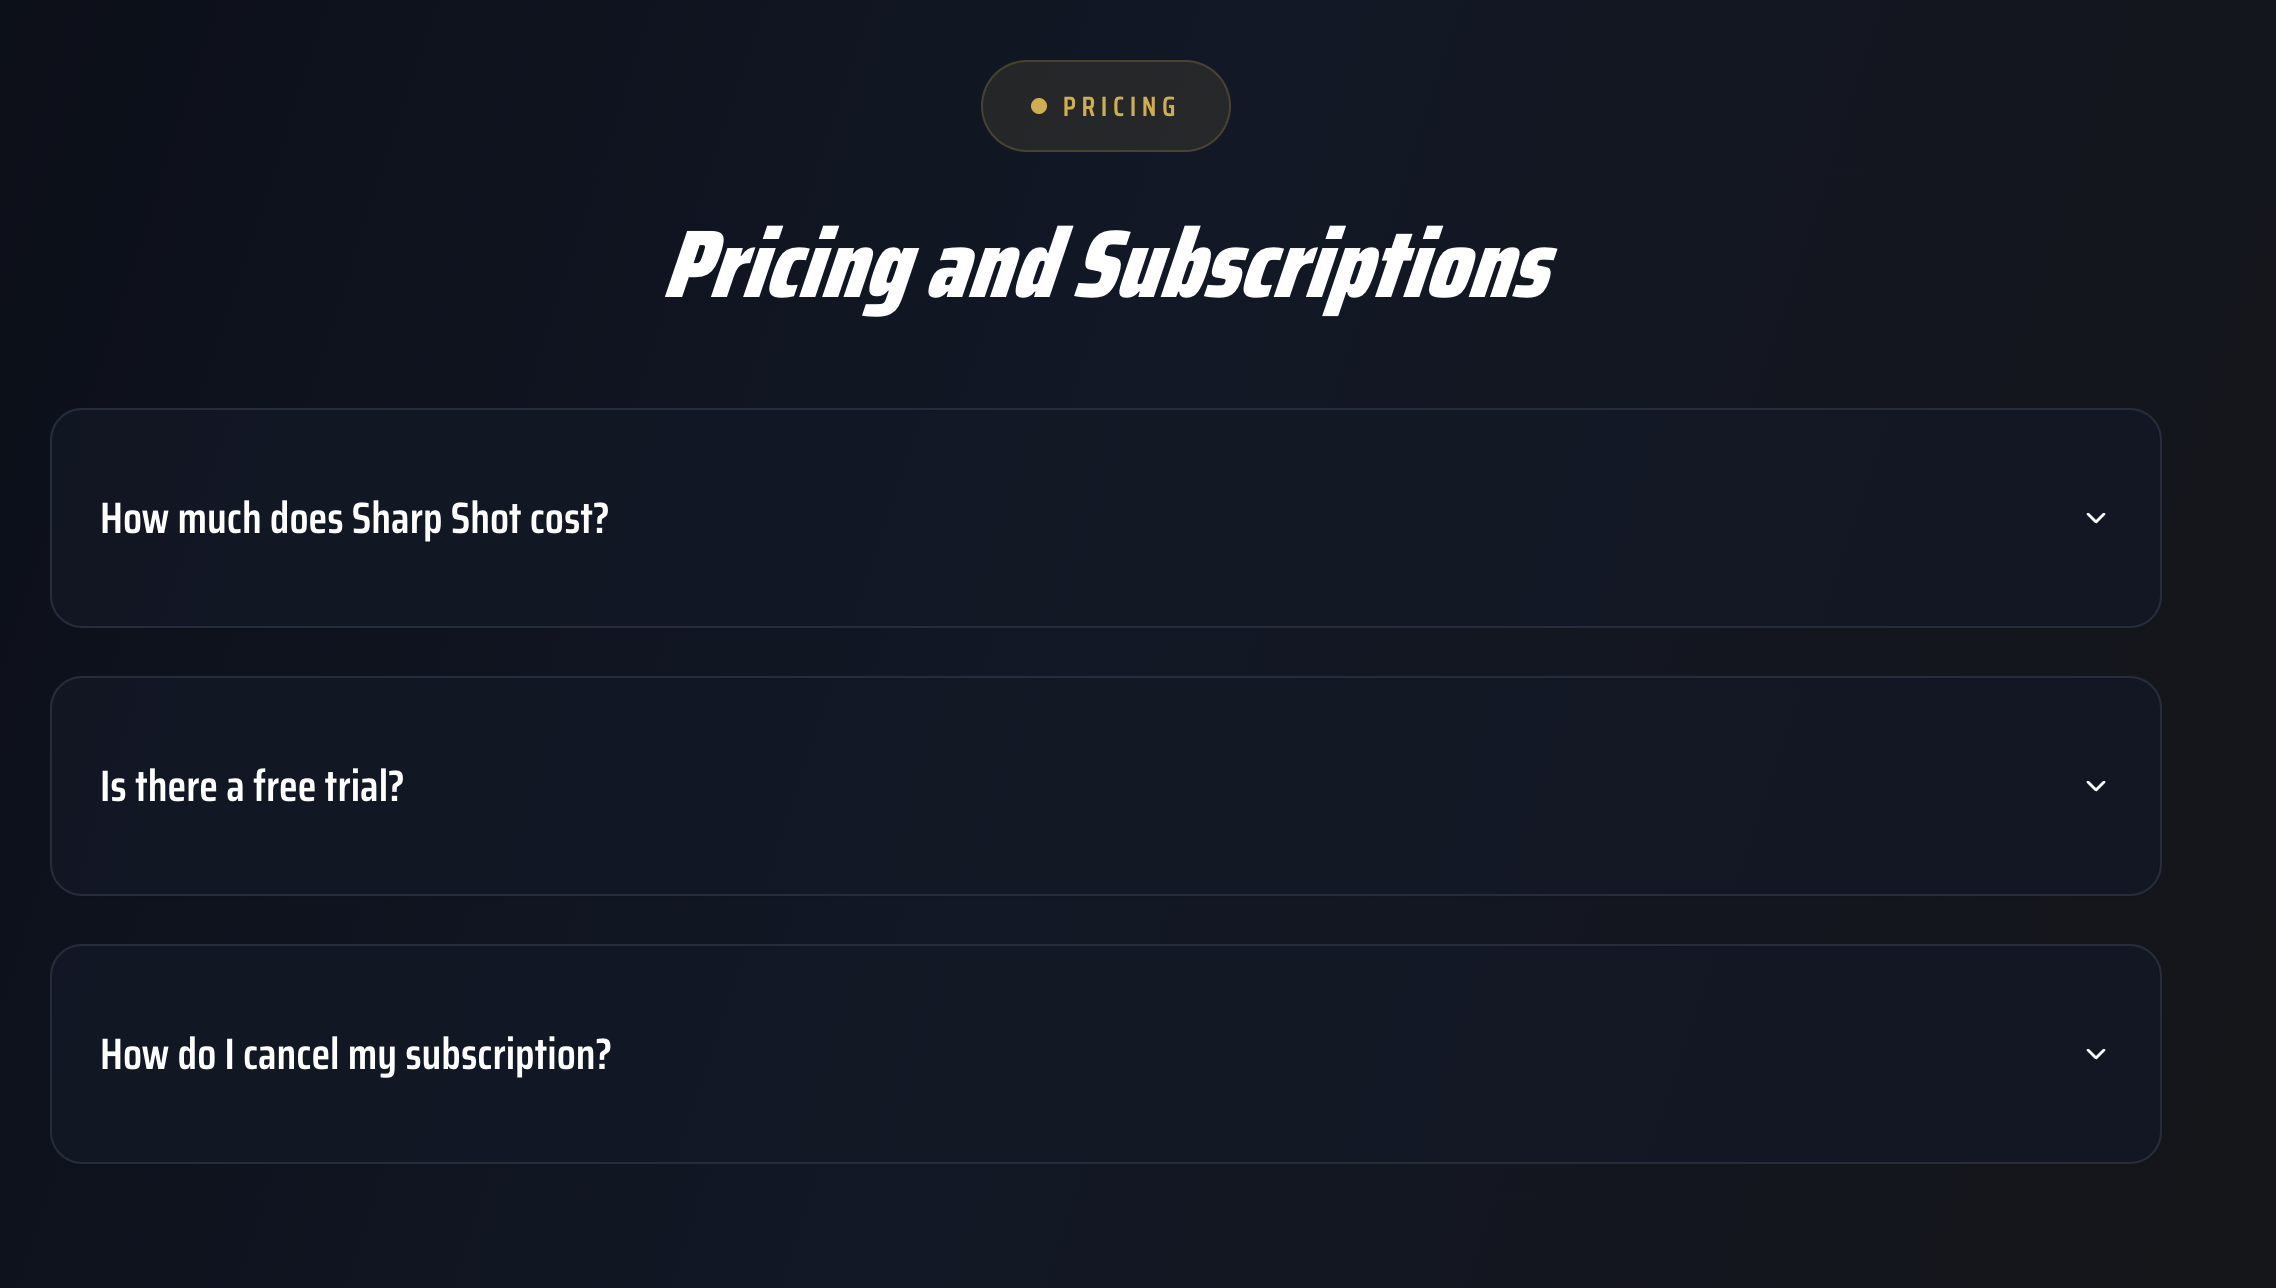 PRICING
Pricing and Subscriptions
How much does Sharp Shot cost?
Is there a free trial?
How do I cancel my subscription?